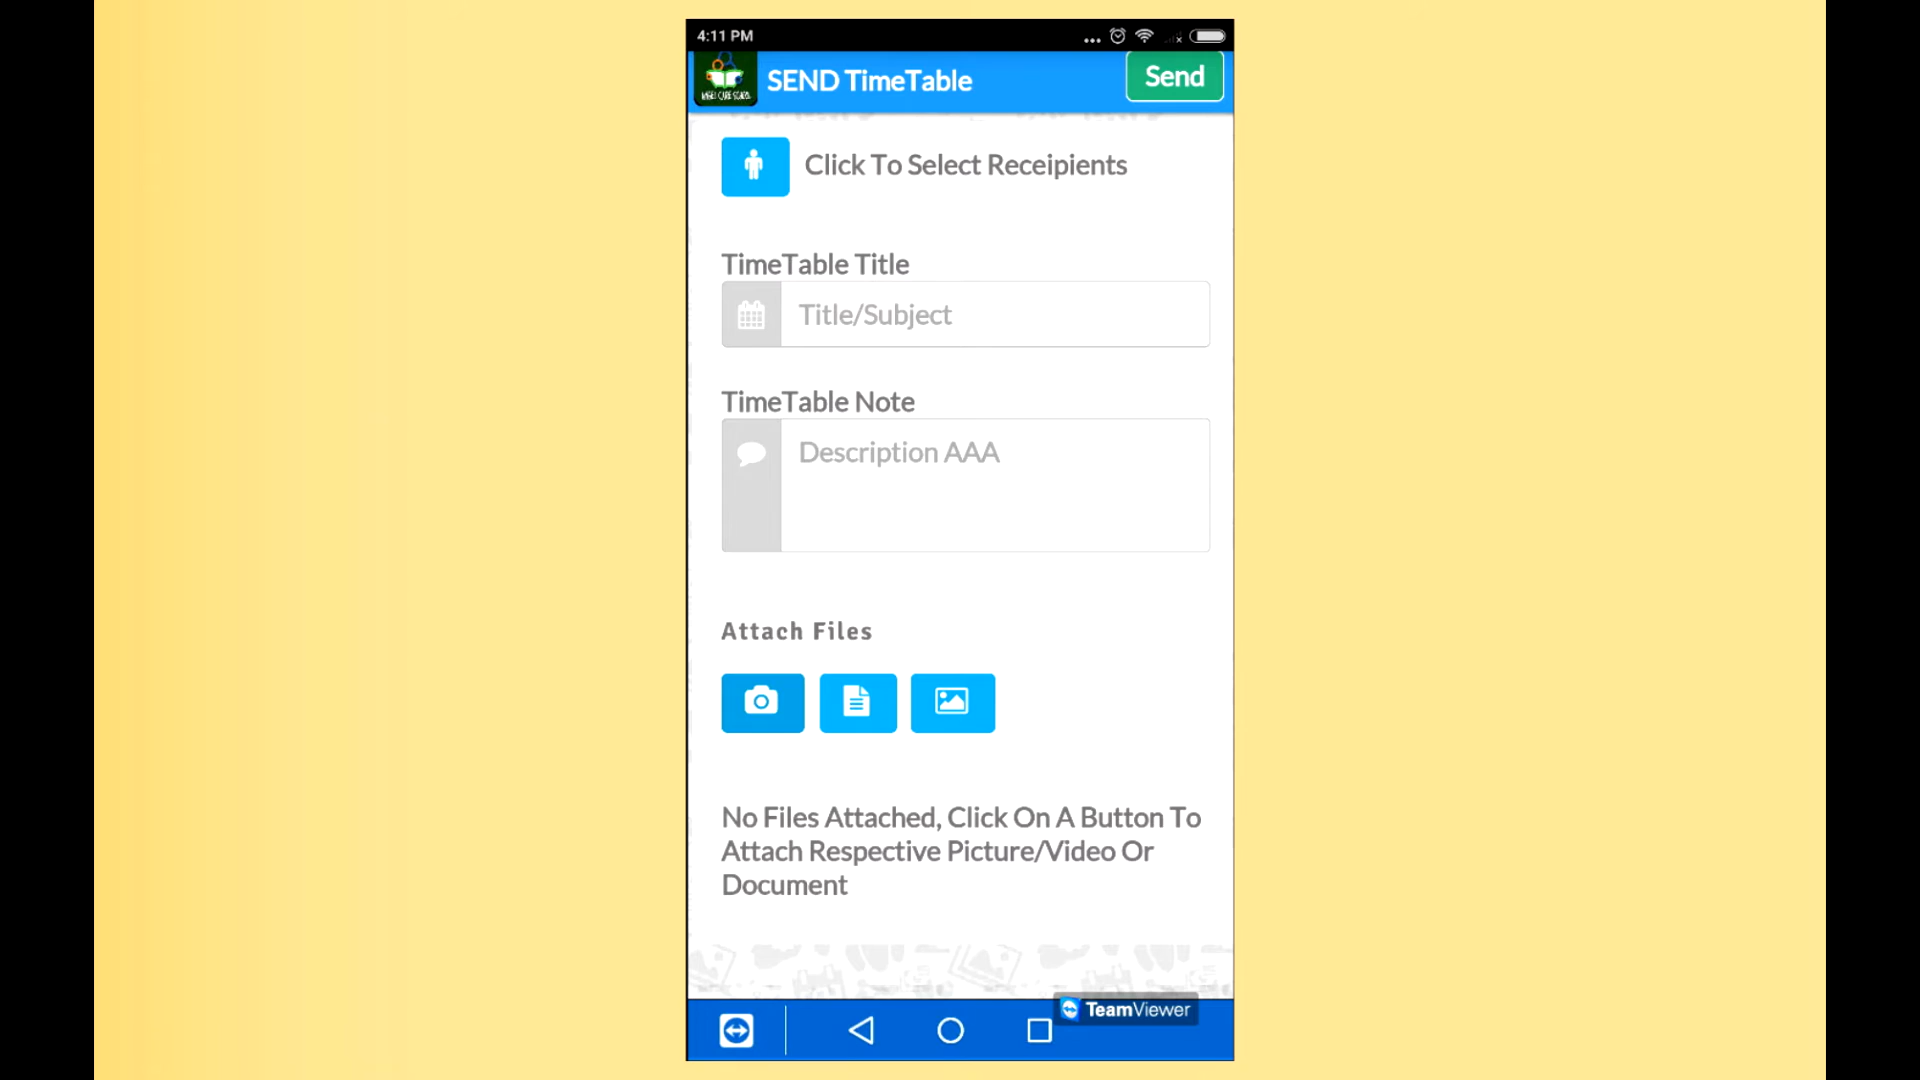 4:11 PM
SEND TimeTable
Send
Click To Select Receipients
TimeTable Title
Title/Subject
TimeTable Note
Description AAA
Attach Files
No Files Attached, Click On A Button To
Attach Respective Picture/Video Or
Document
TeamViewer